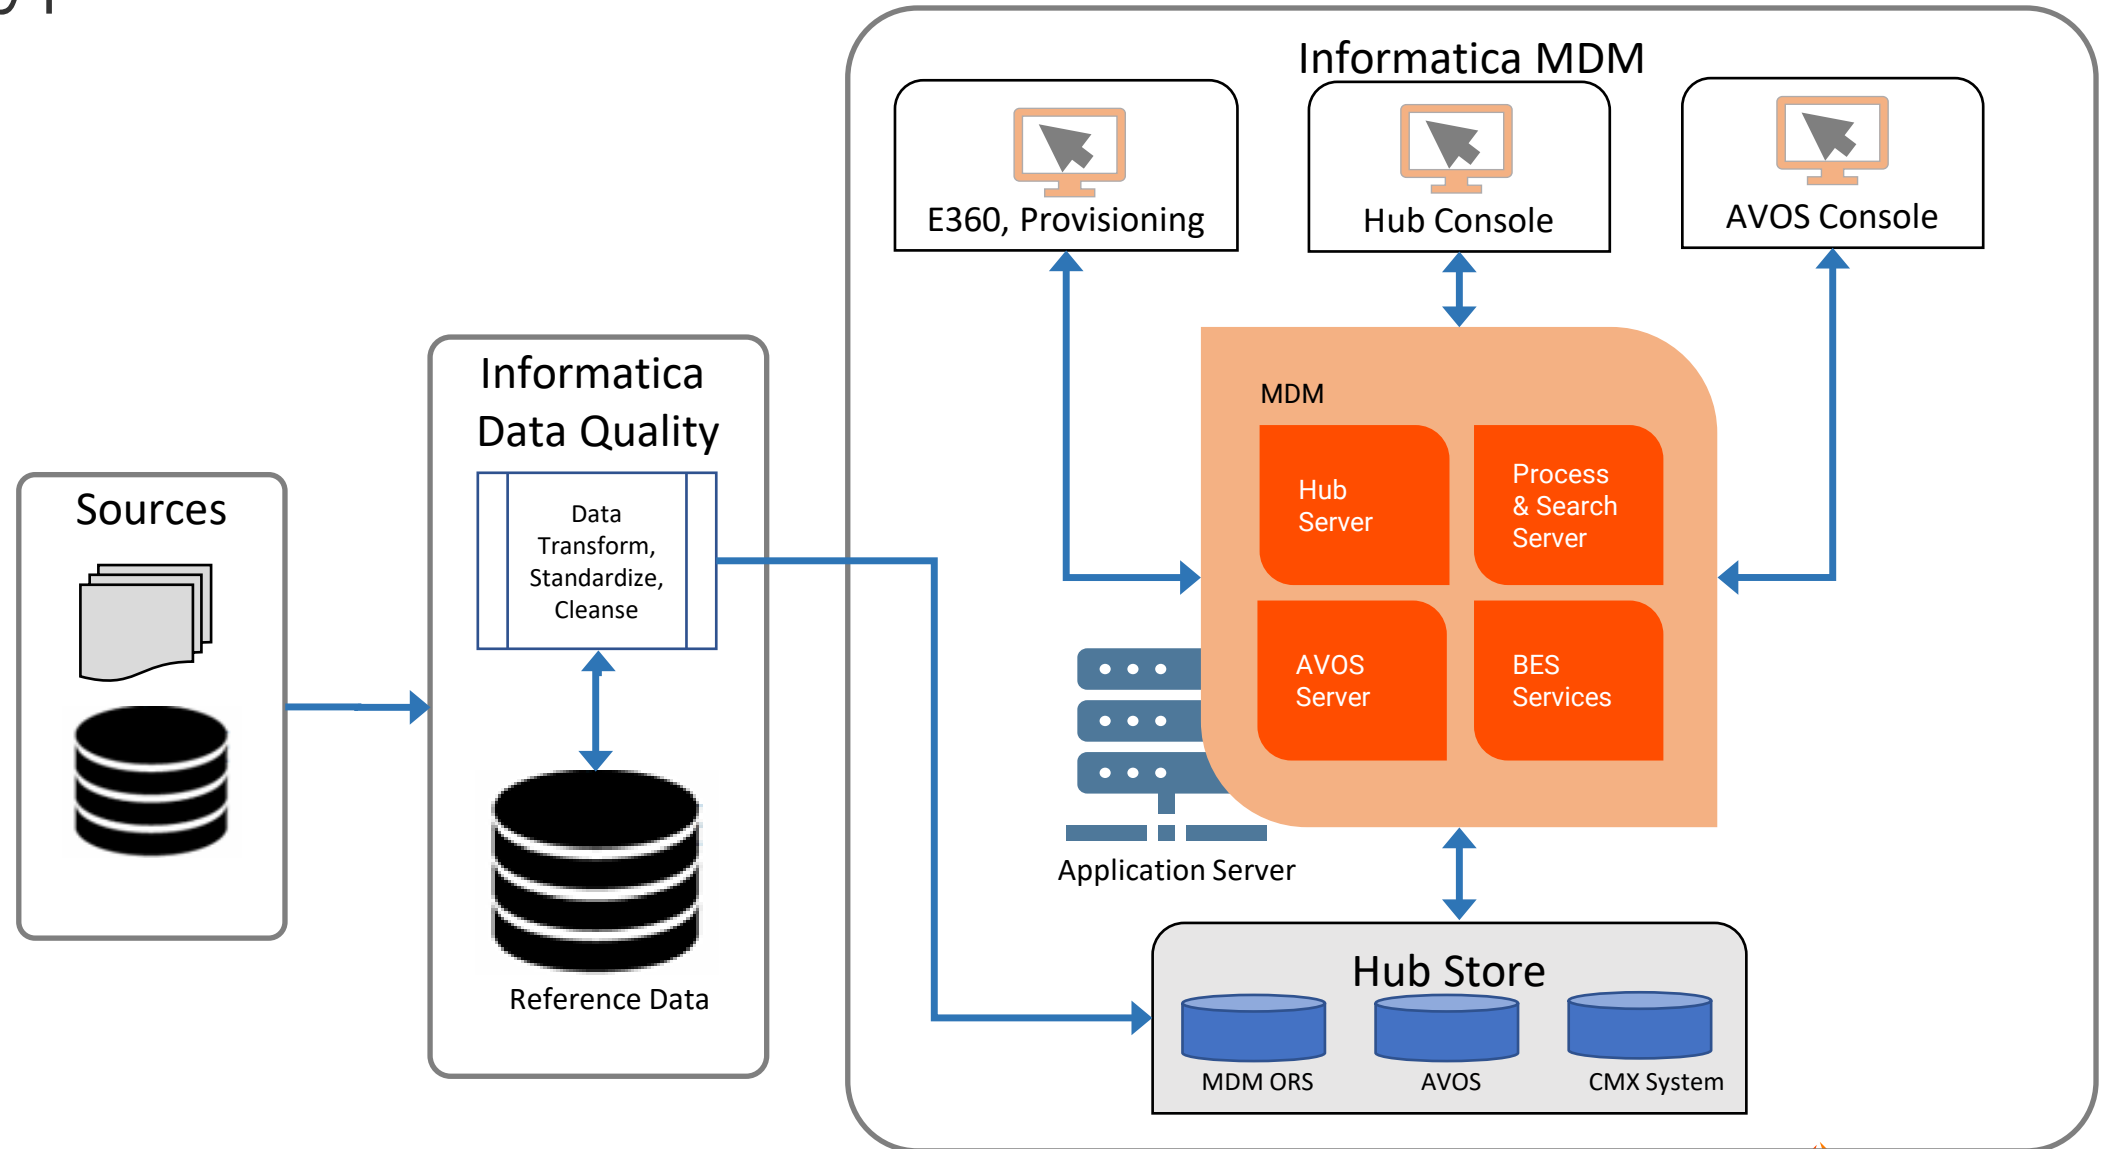 Informatica MDM
E360, Provisioning
Hub Console
AVOS Console
Informatica
Data Quality
MDM
Sources
Data
Transform,
Standardize,
Cleanse
Hub
Server
Process
& Search
Server
AVOS
Server
BES
Services
Application Server
Reference Data
Hub Store
MDM ORS
AVOS
CMX System